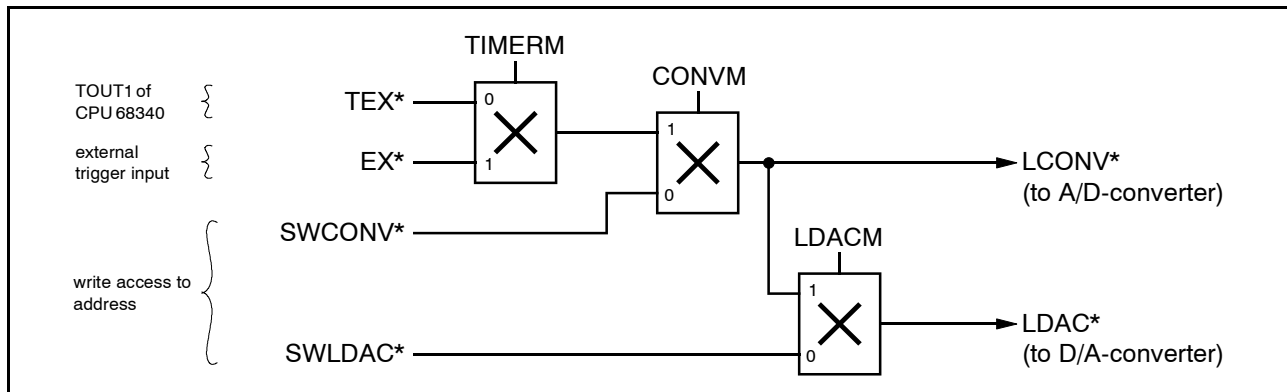 TIMERM
CONVM
TOUT1 of
CPU 68340
TEX*
0
1
external
trigger input
EX*
1
0
LCONV*
(to A/D-converter)
SWCONV*
LDACM
write access to
address
1
0
SWLDAC*
LDAC*
(to D/A-converter)